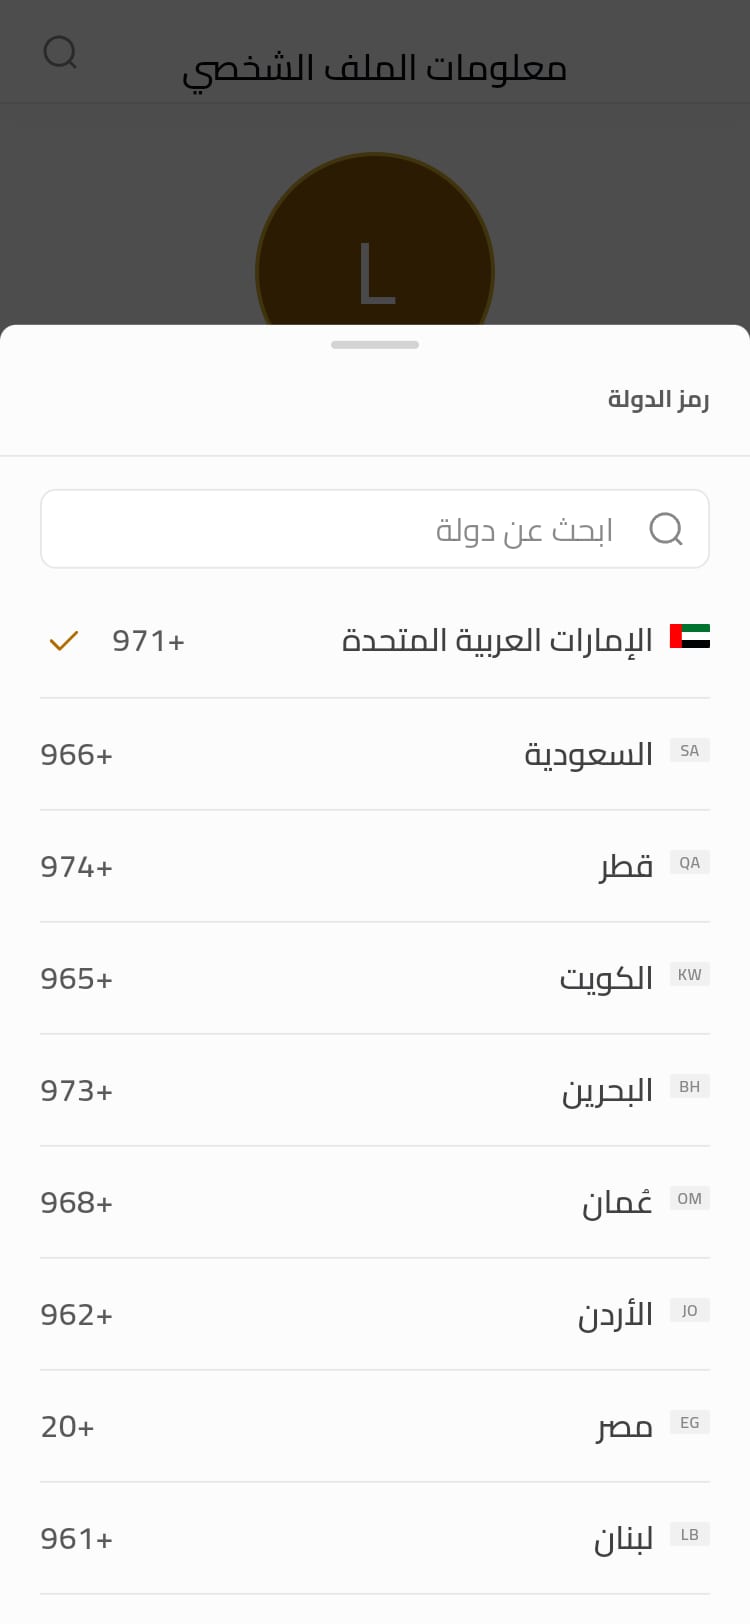 معلومات الملف الشخصي
L
رمز الدولة
ابحث عن دولة
الإمارات العربية المتحدة 971+
SA السعودية 966+
QA قطر 974+
KW الكويت 965+
BH البحرين 973+
OM عُمان 968+
JO الأردن 962+
EG مصر 20+
LB لبنان 961+